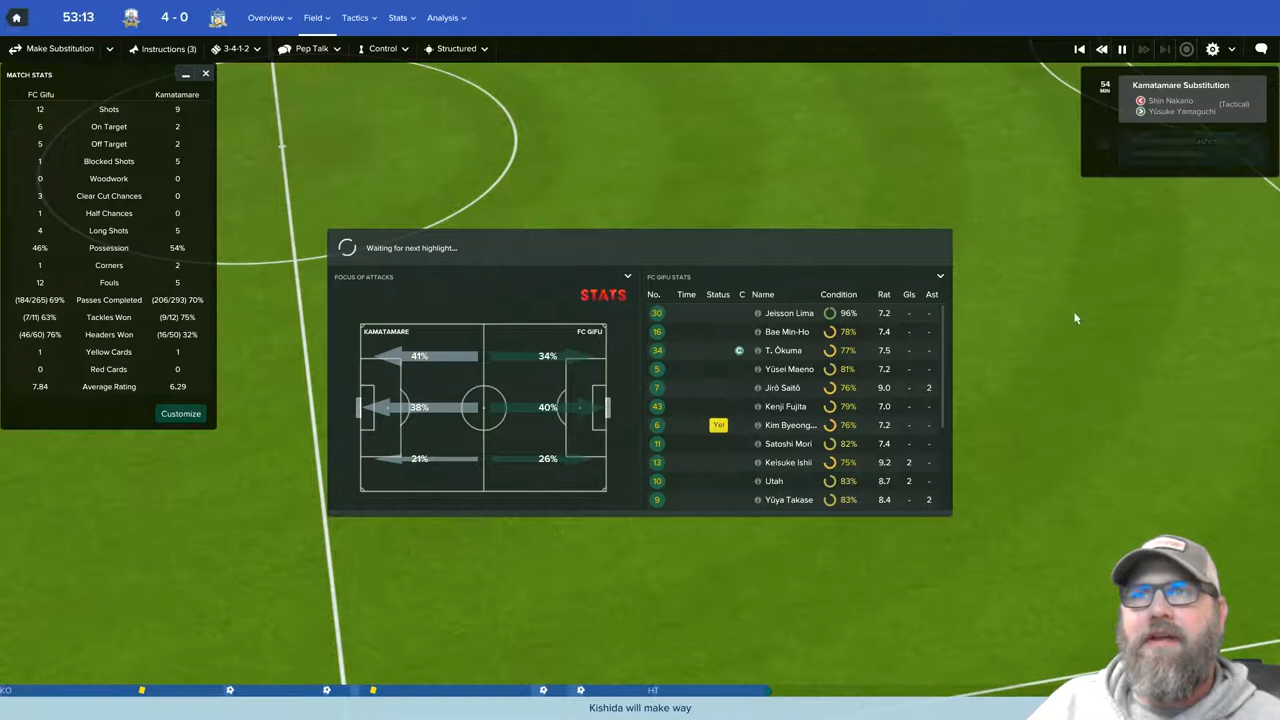 53:13 4 - 0 Overview Field Tactics Stats Analysis
Make Substitution Instructions (3) 3-4-1-2 Pep Talk Control Structured
MATCH STATS
FC Gifu Kamatamare
12 Shots 9
6 On Target 2
5 Off Target 2
1 Blocked Shots 5
0 Woodwork 0
3 Clear Cut Chances 0
1 Half Chances 0
4 Long Shots 5
46% Possession 54%
1 Corners 2
12 Fouls 5
(184/265) 69% Passes Completed (206/293) 70%
(7/11) 63% Tackles Won (9/12) 75%
(46/60) 76% Headers Won (16/50) 32%
1 Yellow Cards 1
0 Red Cards 0
7.84 Average Rating 6.29
Customize
54 MIN
Kamatamare Substitution
Shin Nakano (Tactical)
Yūsuke Yamaguchi
Waiting for next highlight...
FOCUS OF ATTACKS
STATS
KAMATAMARE FC GIFU
41% 34%
38% 40%
21% 26%
FC GIFU STATS
No. Time Status C Name Condition Rat Gls Ast
30 Jeisson Lima 96% 7.2 - -
16 Bae Min-Ho 78% 7.4 - -
34 C T. Ōkuma 77% 7.5 - -
5 Yūsei Maeno 81% 7.2 - -
7 Jirō Saitō 76% 9.0 - 2
43 Kenji Fujita 79% 7.0 - -
6 Yel Kim Byeong... 76% 7.2 - -
11 Satoshi Mori 82% 7.4 - -
13 Keisuke Ishii 75% 9.2 2 -
10 Utah 83% 8.7 2 -
9 Yūya Takase 83% 8.4 - 2
KO HT
Kishida will make way